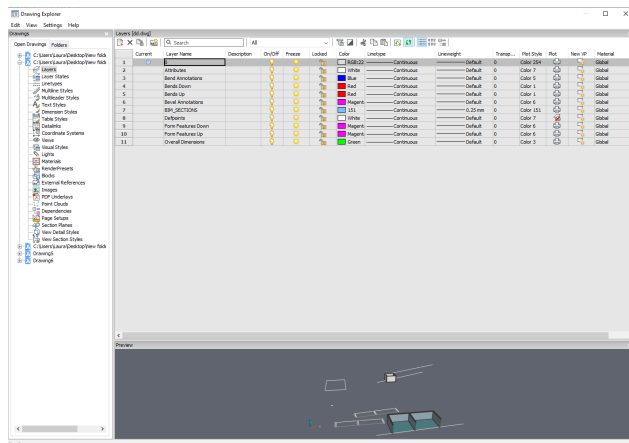 Drawing Explorer
Edit View Settings Help
Drawings
Layers [dd.dwg]
Open Drawings Folders
Search
All
C:\Users\Laura\Desktop\New fold
C:\Users\Laura\Desktop\New fold
Layers
Layer States
Linetypes
Multiline Styles
Multileader Styles
Text Styles
Dimension Styles
Table Styles
Datalinks
Coordinate Systems
Views
Visual Styles
Lights
Materials
RenderPresets
Blocks
External References
Images
PDF Underlays
Point Clouds
Dependencies
Page Setups
Section Planes
View Detail Styles
View Section Styles
C:\Users\Laura\Desktop\New fold
Drawing5
Drawing6
Current Layer Name Description On/Off Freeze Locked Color Linetype Lineweight Transp... Plot Style Plot New VP Material
1 0 RGB:22 Continuous Default 0 Color 254 Global
2 Attributes White Continuous Default 0 Color 7 Global
3 Bend Annotations Blue Continuous Default 0 Color 5 Global
4 Bends Down Red Continuous Default 0 Color 1 Global
5 Bends Up Red Continuous Default 0 Color 1 Global
6 Bevel Annotations Magent Continuous Default 0 Color 6 Global
7 BIM_SECTIONS 151 Continuous 0.25 mm 0 Color 151 Global
8 Defpoints White Continuous Default 0 Color 7 Global
9 Form Features Down Magent Continuous Default 0 Color 6 Global
10 Form Features Up Magent Continuous Default 0 Color 6 Global
11 Overall Dimensions Green Continuous Default 0 Color 3 Global
Preview